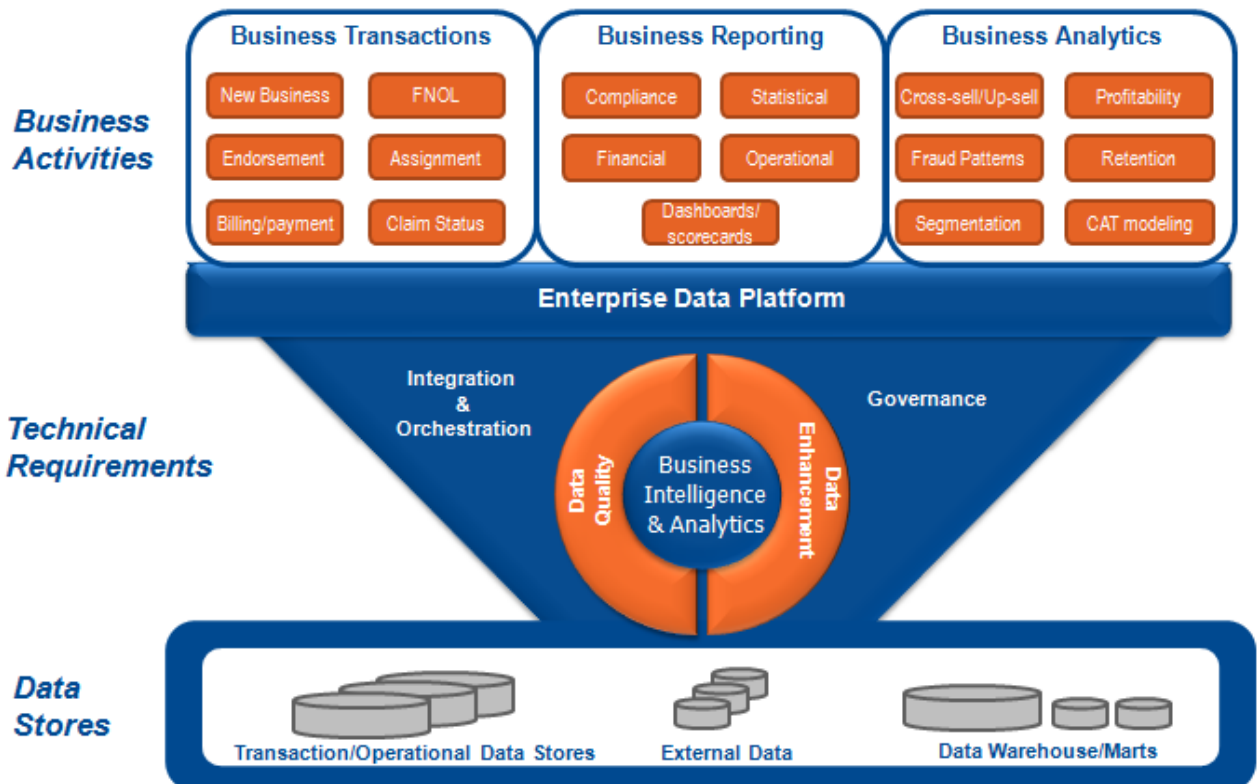 Business Transactions
Business Reporting
Business Analytics
Business
Activities
New Business
FNOL
Compliance
Statistical
Cross-sell/Up-sell
Profitability
Endorsement
Assignment
Financial
Operational
Fraud Patterns
Retention
Billing/payment
Claim Status
Dashboards/
scorecards
Segmentation
CAT modeling
Enterprise Data Platform
Technical
Requirements
Integration
&
Orchestration
Governance
Data
Quality
Business
Intelligence
& Analytics
Data
Enhancement
Data
Stores
Transaction/Operational Data Stores
External Data
Data Warehouse/Marts